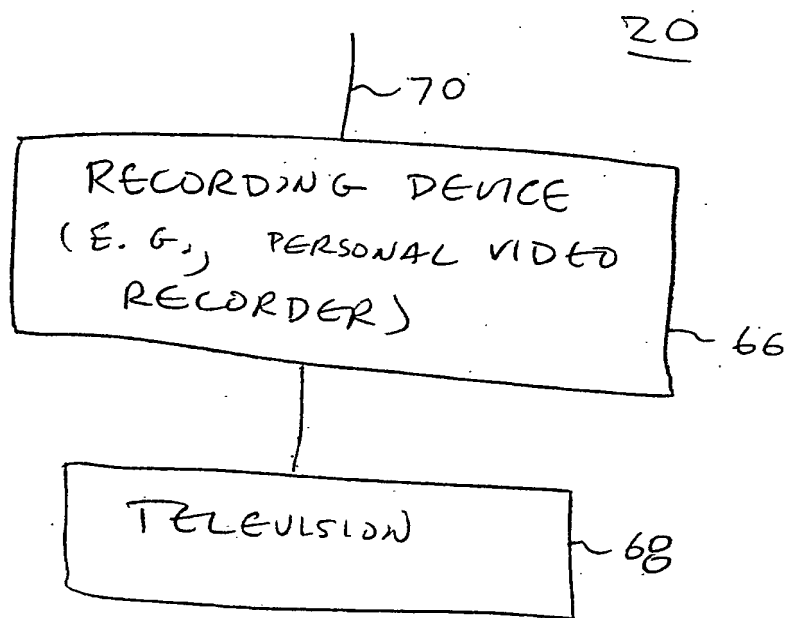 20
70
RECORDING DEVICE
(E.G., PERSONAL VIDEO
RECORDER)
66
TELEVISION
68